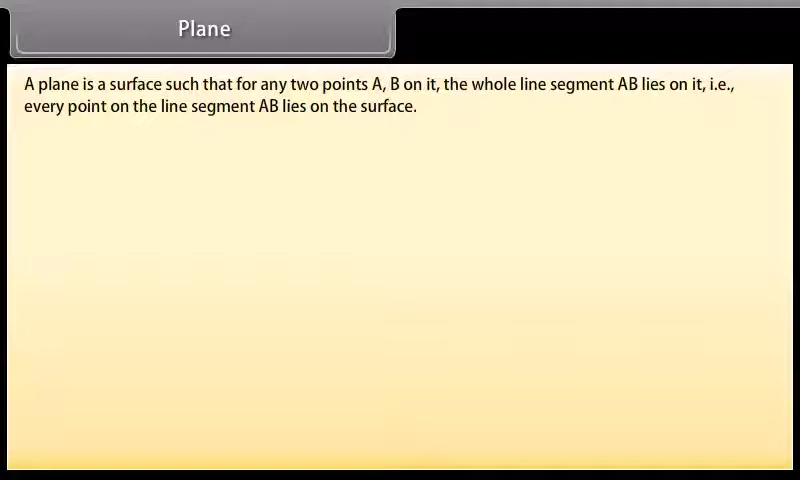 Plane
A plane is a surface such that for any two points A, B on it, the whole line segment AB lies on it, i.e.,
every point on the line segment AB lies on the surface.